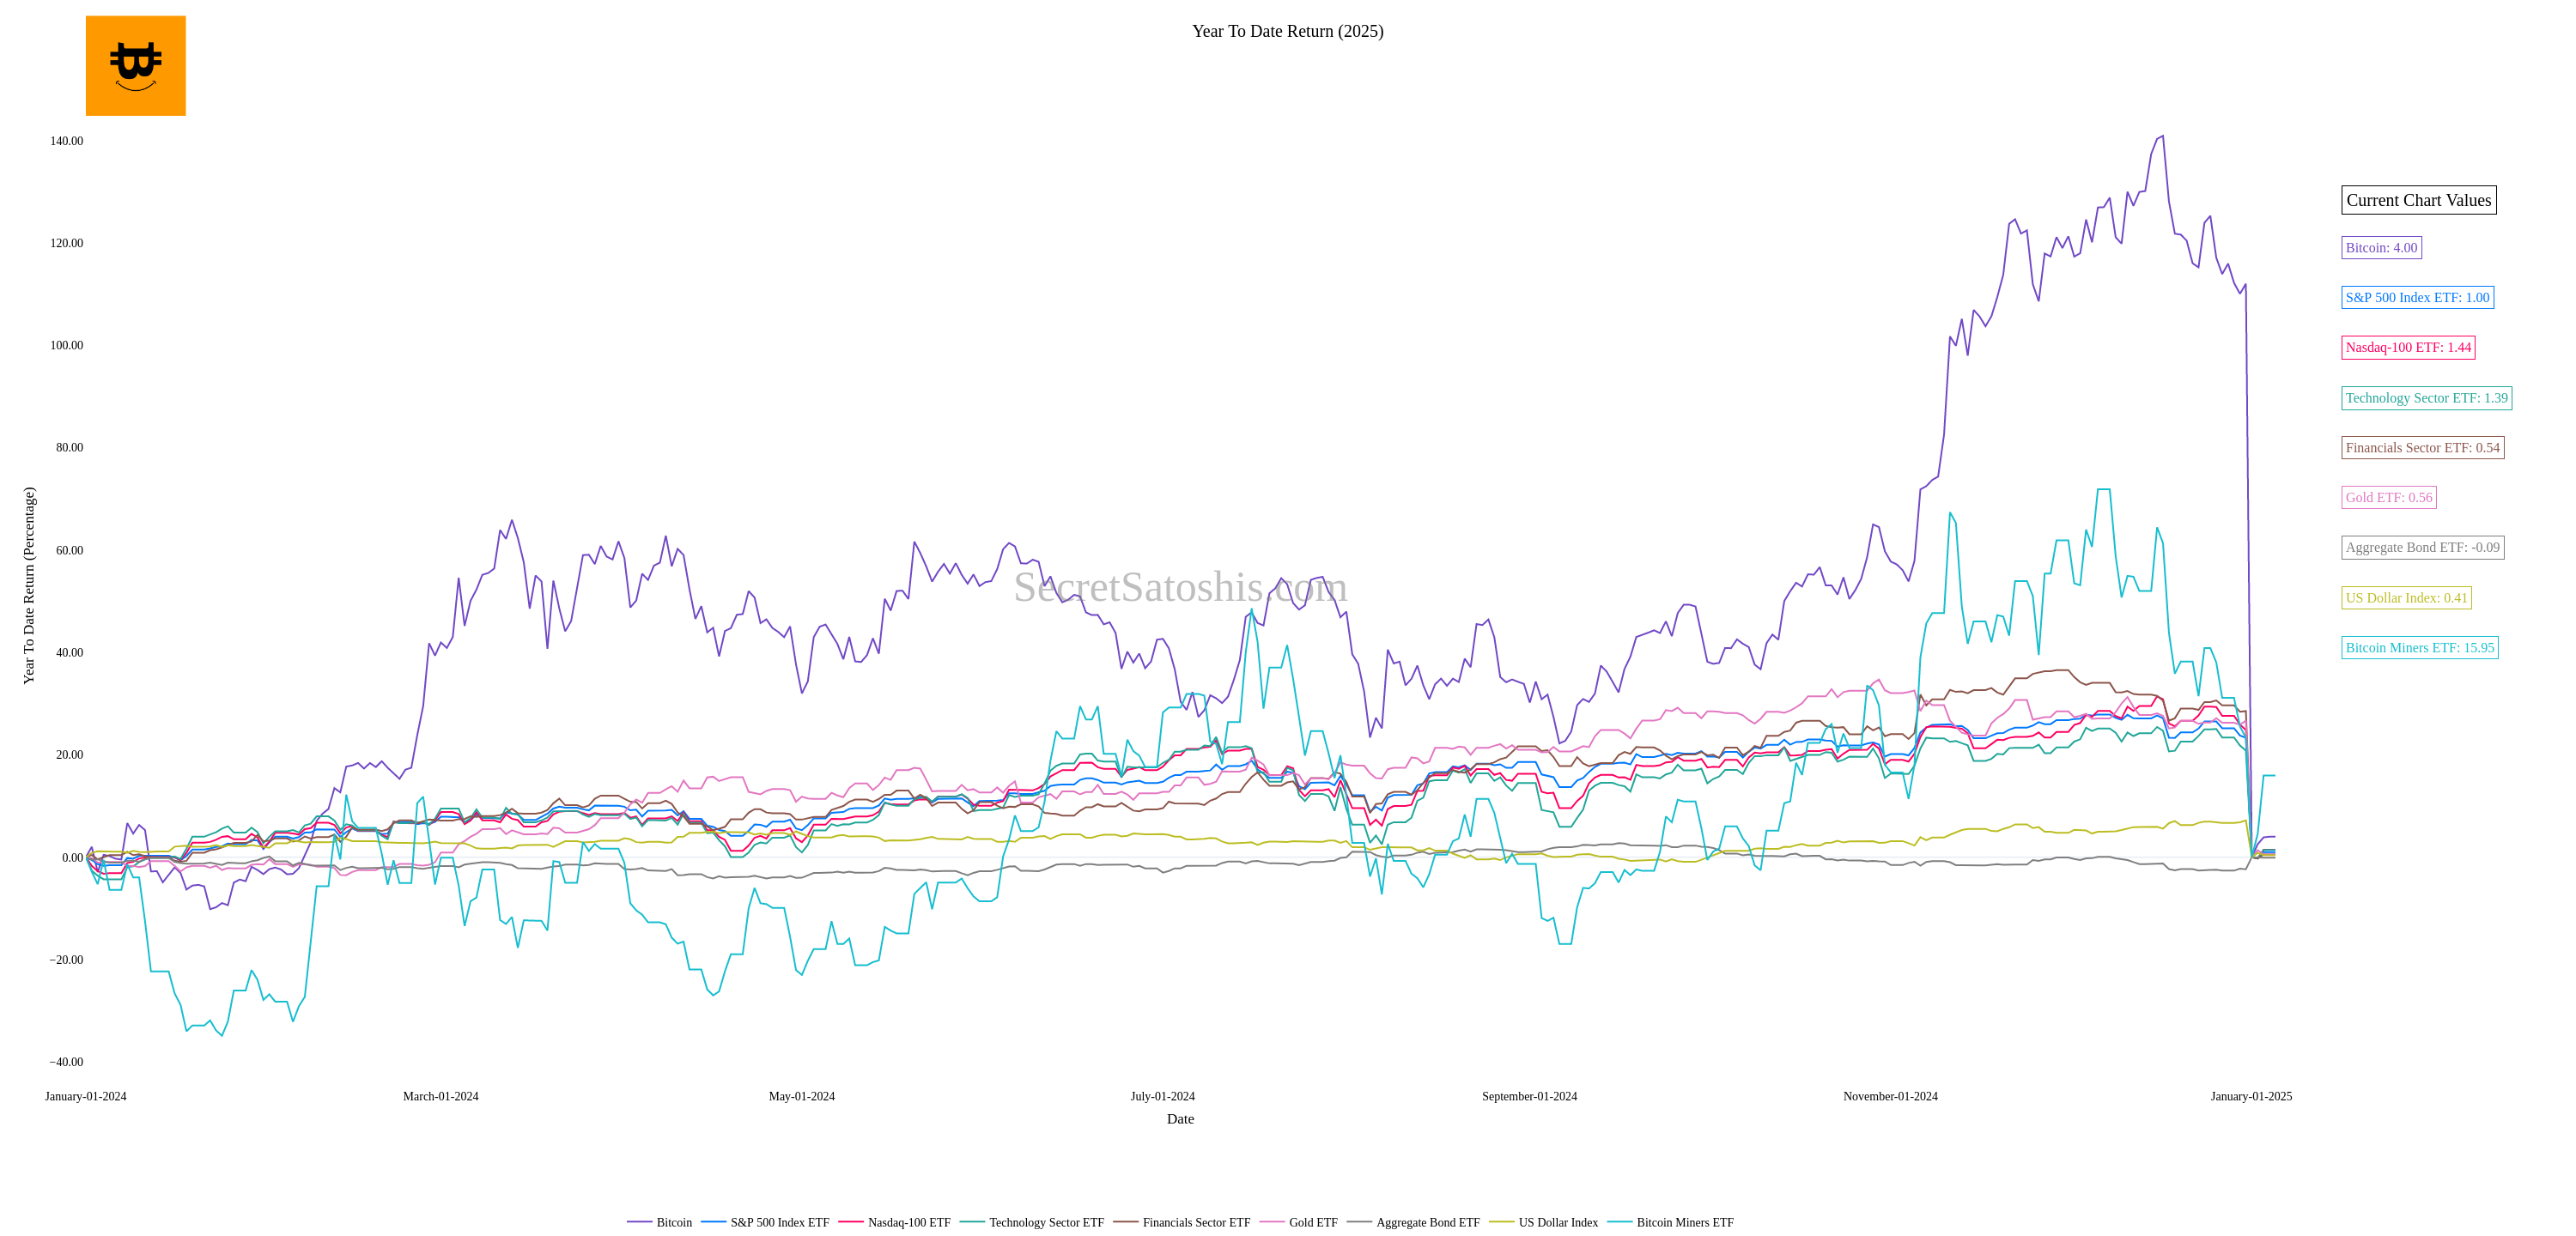 Year To Date Return (2025)
140.00
120.00
100.00
80.00
60.00
40.00
20.00
0.00
−20.00
−40.00
Year To Date Return (Percentage)
SecretSatoshis.com
January-01-2024
March-01-2024
May-01-2024
July-01-2024
September-01-2024
November-01-2024
January-01-2025
Date
Current Chart Values
Bitcoin: 4.00
S&P 500 Index ETF: 1.00
Nasdaq-100 ETF: 1.44
Technology Sector ETF: 1.39
Financials Sector ETF: 0.54
Gold ETF: 0.56
Aggregate Bond ETF: -0.09
US Dollar Index: 0.41
Bitcoin Miners ETF: 15.95
Bitcoin
S&P 500 Index ETF
Nasdaq-100 ETF
Technology Sector ETF
Financials Sector ETF
Gold ETF
Aggregate Bond ETF
US Dollar Index
Bitcoin Miners ETF